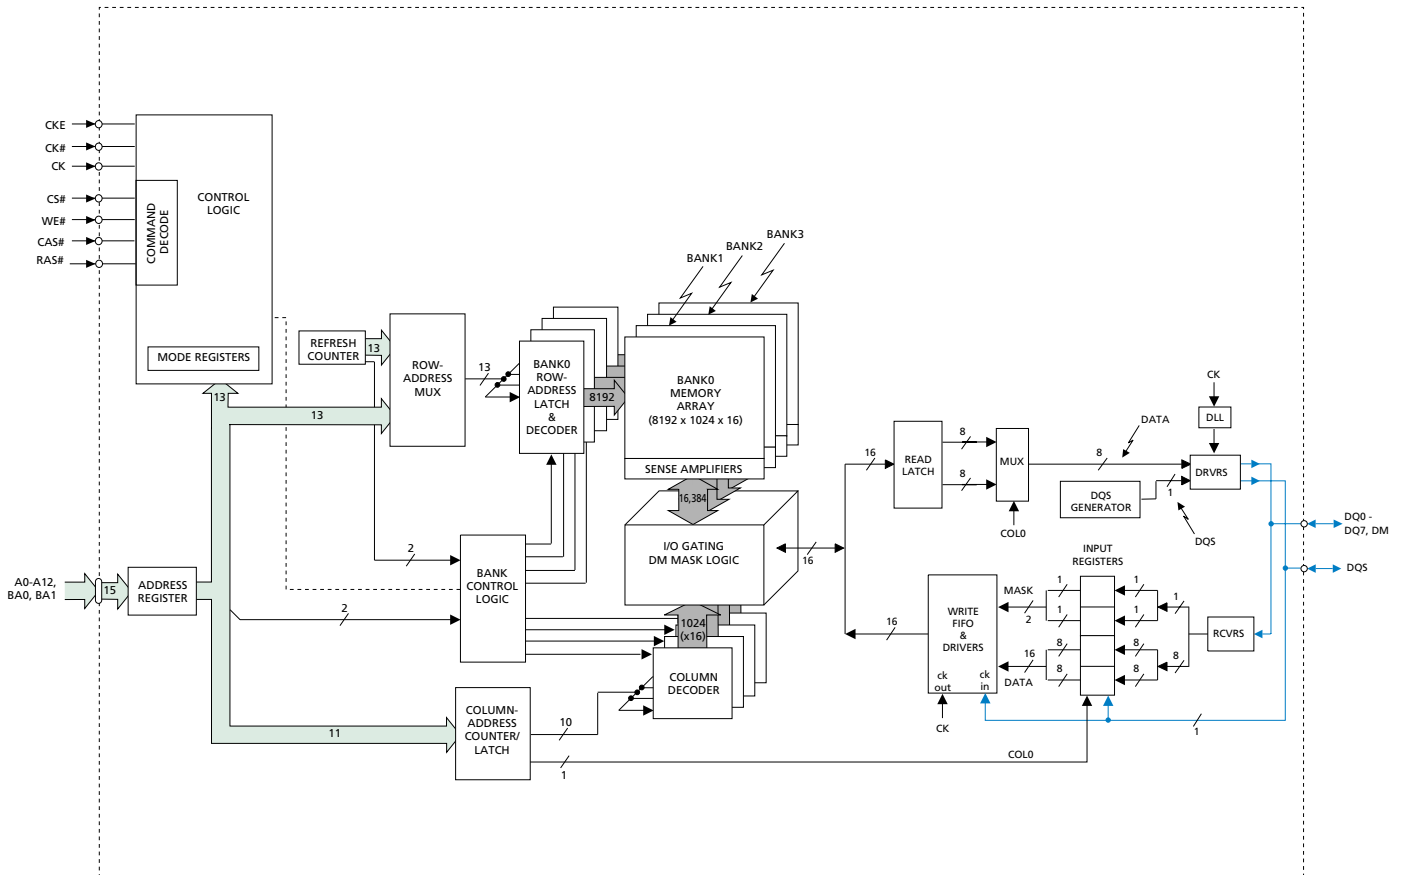 CKE
CK#
CK
CS#
WE#
CAS#
RAS#
COMMAND
DECODE
CONTROL
LOGIC
MODE REGISTERS
REFRESH
COUNTER
13
13
13
ROW-
ADDRESS
MUX
13
BANK0
ROW-
ADDRESS
LATCH
&
DECODER
8192
BANK3
BANK2
BANK1
BANK0
MEMORY
ARRAY
(8192 x 1024 x 16)
SENSE AMPLIFIERS
16,384
I/O GATING
DM MASK LOGIC
16
2
BANK
CONTROL
LOGIC
2
A0-A12,
BA0, BA1
15
ADDRESS
REGISTER
1024
(x16)
COLUMN
DECODER
11
COLUMN-
ADDRESS
COUNTER/
LATCH
10
1
COL0
16
READ
LATCH
8
8
MUX
COL0
8
DATA
CK
DLL
DRVRS
DQS
GENERATOR
1
DQS
DQ0 -
DQ7, DM
DQS
INPUT
REGISTERS
16
WRITE
FIFO
&
DRIVERS
ck
out
ck
in
CK
MASK
2
16
DATA
1
1
8
8
1
1
8
8
1
8
RCVRS
1